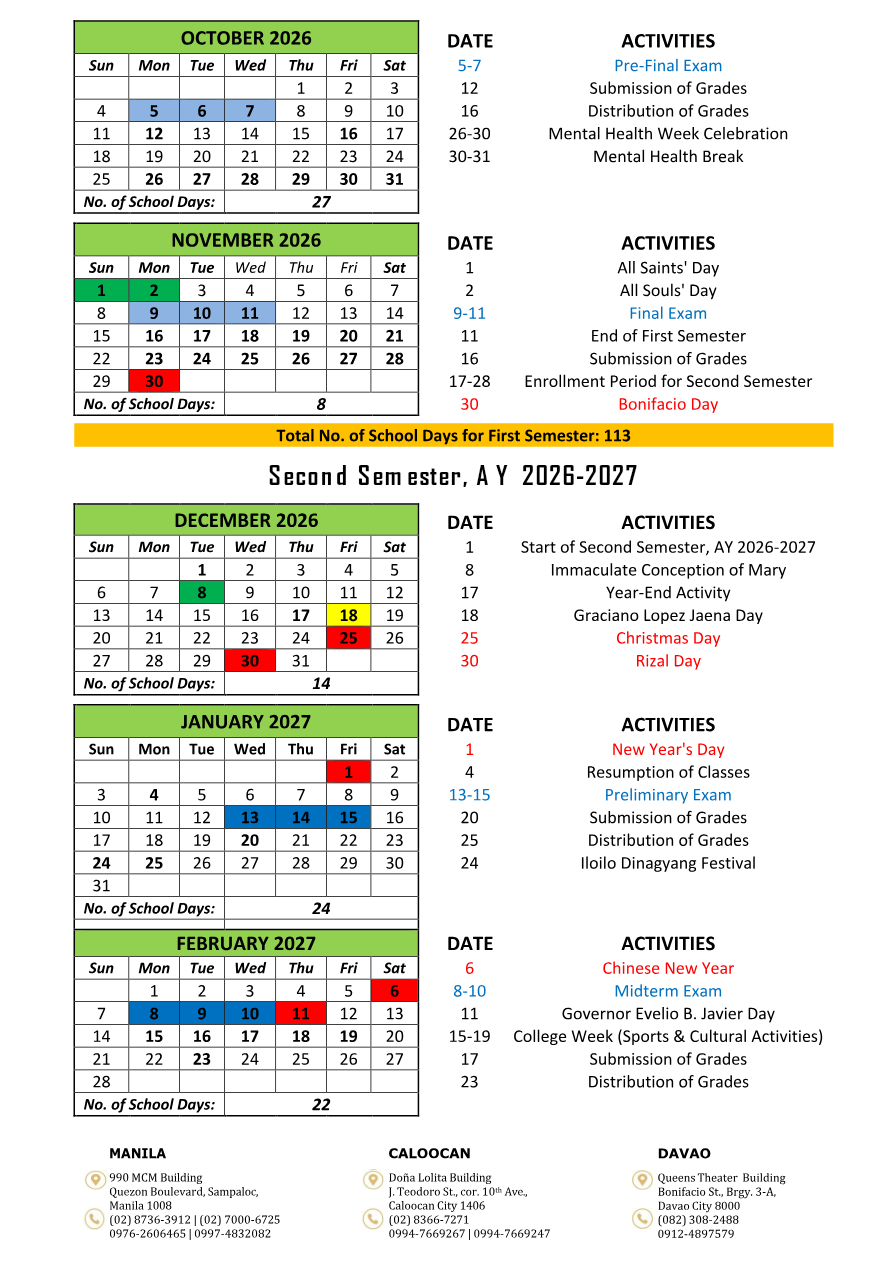 OCTOBER 2026
Sun Mon Tue Wed Thu Fri Sat
1 2 3
4 5 6 7 8 9 10
11 12 13 14 15 16 17
18 19 20 21 22 23 24
25 26 27 28 29 30 31
No. of School Days: 27
DATE ACTIVITIES
5-7 Pre-Final Exam
12 Submission of Grades
16 Distribution of Grades
26-30 Mental Health Week Celebration
30-31 Mental Health Break
NOVEMBER 2026
Sun Mon Tue Wed Thu Fri Sat
1 2 3 4 5 6 7
8 9 10 11 12 13 14
15 16 17 18 19 20 21
22 23 24 25 26 27 28
29 30
No. of School Days: 8
DATE ACTIVITIES
1 All Saints' Day
2 All Souls' Day
9-11 Final Exam
11 End of First Semester
16 Submission of Grades
17-28 Enrollment Period for Second Semester
30 Bonifacio Day
Total No. of School Days for First Semester: 113
Second Semester, AY 2026-2027
DECEMBER 2026
Sun Mon Tue Wed Thu Fri Sat
1 2 3 4 5
6 7 8 9 10 11 12
13 14 15 16 17 18 19
20 21 22 23 24 25 26
27 28 29 30 31
No. of School Days: 14
DATE ACTIVITIES
1 Start of Second Semester, AY 2026-2027
8 Immaculate Conception of Mary
17 Year-End Activity
18 Graciano Lopez Jaena Day
25 Christmas Day
30 Rizal Day
JANUARY 2027
Sun Mon Tue Wed Thu Fri Sat
1 2
3 4 5 6 7 8 9
10 11 12 13 14 15 16
17 18 19 20 21 22 23
24 25 26 27 28 29 30
31
No. of School Days: 24
DATE ACTIVITIES
1 New Year's Day
4 Resumption of Classes
13-15 Preliminary Exam
20 Submission of Grades
25 Distribution of Grades
24 Iloilo Dinagyang Festival
FEBRUARY 2027
Sun Mon Tue Wed Thu Fri Sat
1 2 3 4 5 6
7 8 9 10 11 12 13
14 15 16 17 18 19 20
21 22 23 24 25 26 27
28
No. of School Days: 22
DATE ACTIVITIES
6 Chinese New Year
8-10 Midterm Exam
11 Governor Evelio B. Javier Day
15-19 College Week (Sports & Cultural Activities)
17 Submission of Grades
23 Distribution of Grades
MANILA
990 MCM Building
Quezon Boulevard, Sampaloc,
Manila 1008
(02) 8736-3912 | (02) 7000-6725
0976-2606465 | 0997-4832082
CALOOCAN
Doña Lolita Building
J. Teodoro St., cor. 10th Ave.,
Caloocan City 1406
(02) 8366-7271
0994-7669267 | 0994-7669247
DAVAO
Queens Theater Building
Bonifacio St., Brgy. 3-A,
Davao City 8000
(082) 308-2488
0912-4897579